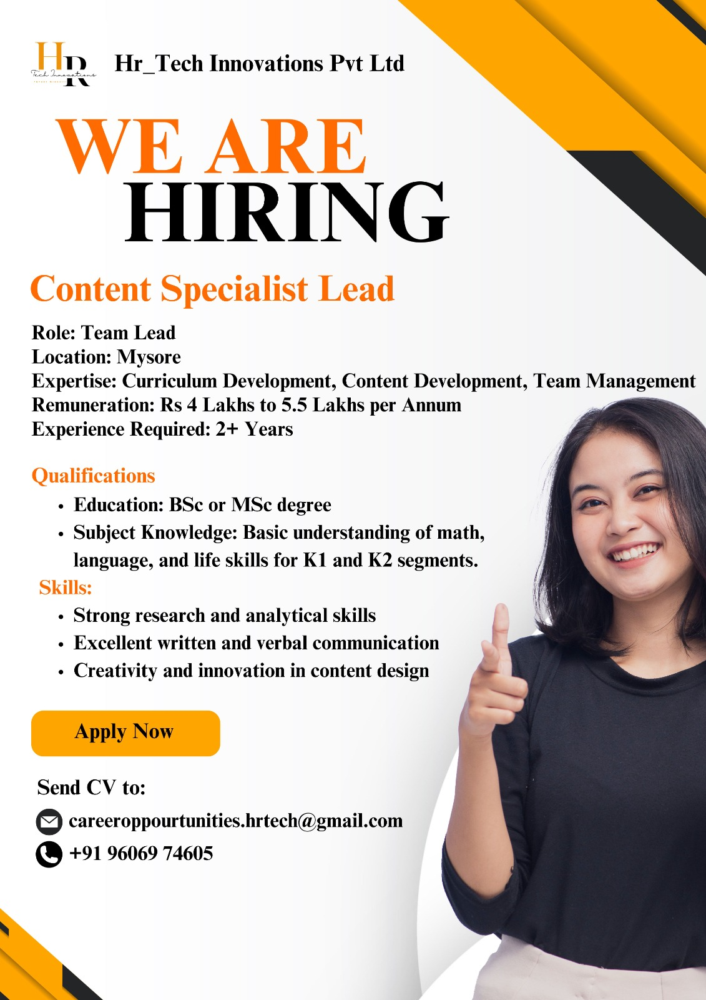 HR
Tech Innovations
Hr_Tech Innovations Pvt Ltd
WE ARE
HIRING
Content Specialist Lead
Role: Team Lead
Location: Mysore
Expertise: Curriculum Development, Content Development, Team Management
Remuneration: Rs 4 Lakhs to 5.5 Lakhs per Annum
Experience Required: 2+ Years
Qualifications
• Education: BSc or MSc degree
• Subject Knowledge: Basic understanding of math,
language, and life skills for K1 and K2 segments.
Skills:
• Strong research and analytical skills
• Excellent written and verbal communication
• Creativity and innovation in content design
Apply Now
Send CV to:
careeroppourtunities.hrtech@gmail.com
+91 96069 74605